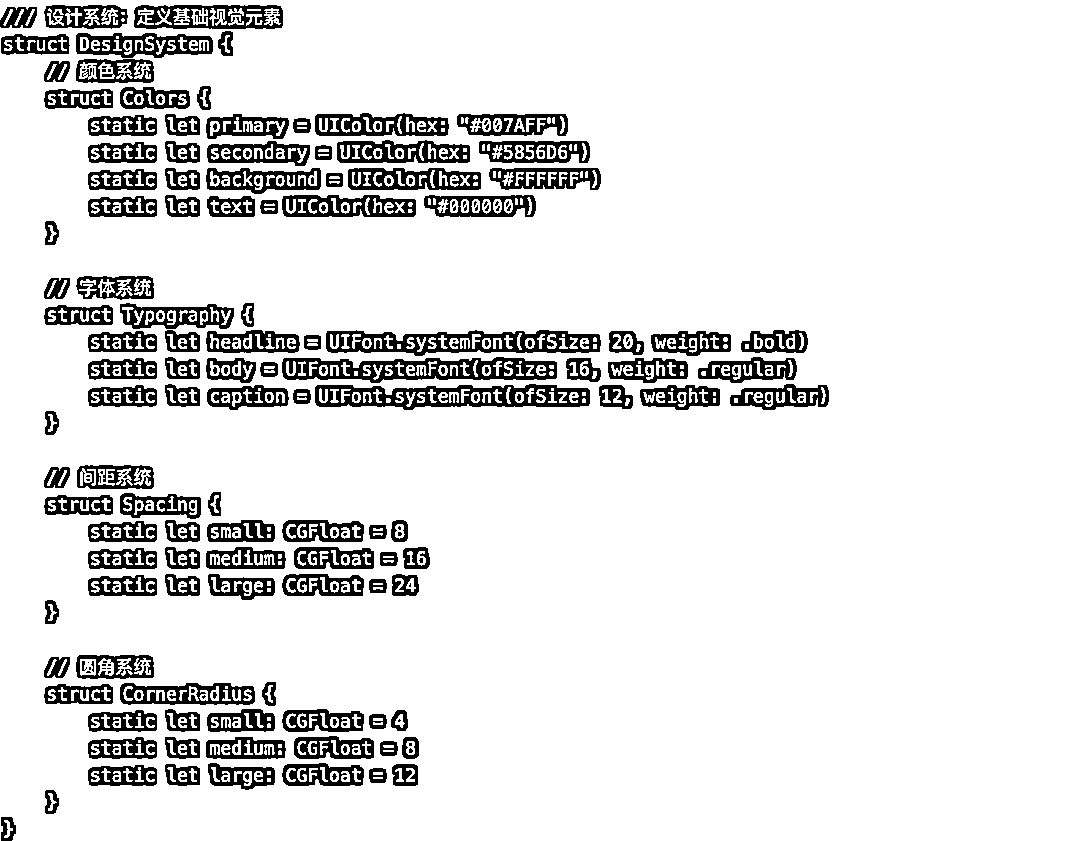 /// 设计系统：定义基础视觉元素
struct DesignSystem {
    // 颜色系统
    struct Colors {
        static let primary = UIColor(hex: "#007AFF")
        static let secondary = UIColor(hex: "#5856D6")
        static let background = UIColor(hex: "#FFFFFF")
        static let text = UIColor(hex: "#000000")
    }

    // 字体系统
    struct Typography {
        static let headline = UIFont.systemFont(ofSize: 20, weight: .bold)
        static let body = UIFont.systemFont(ofSize: 16, weight: .regular)
        static let caption = UIFont.systemFont(ofSize: 12, weight: .regular)
    }

    // 间距系统
    struct Spacing {
        static let small: CGFloat = 8
        static let medium: CGFloat = 16
        static let large: CGFloat = 24
    }

    // 圆角系统
    struct CornerRadius {
        static let small: CGFloat = 4
        static let medium: CGFloat = 8
        static let large: CGFloat = 12
    }
}